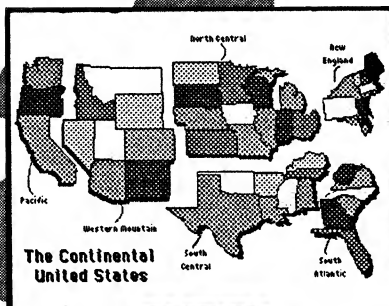 North Central
New
England
Pacific
Western Mountain
South
Central
South
Atlantic
The Continental
United States